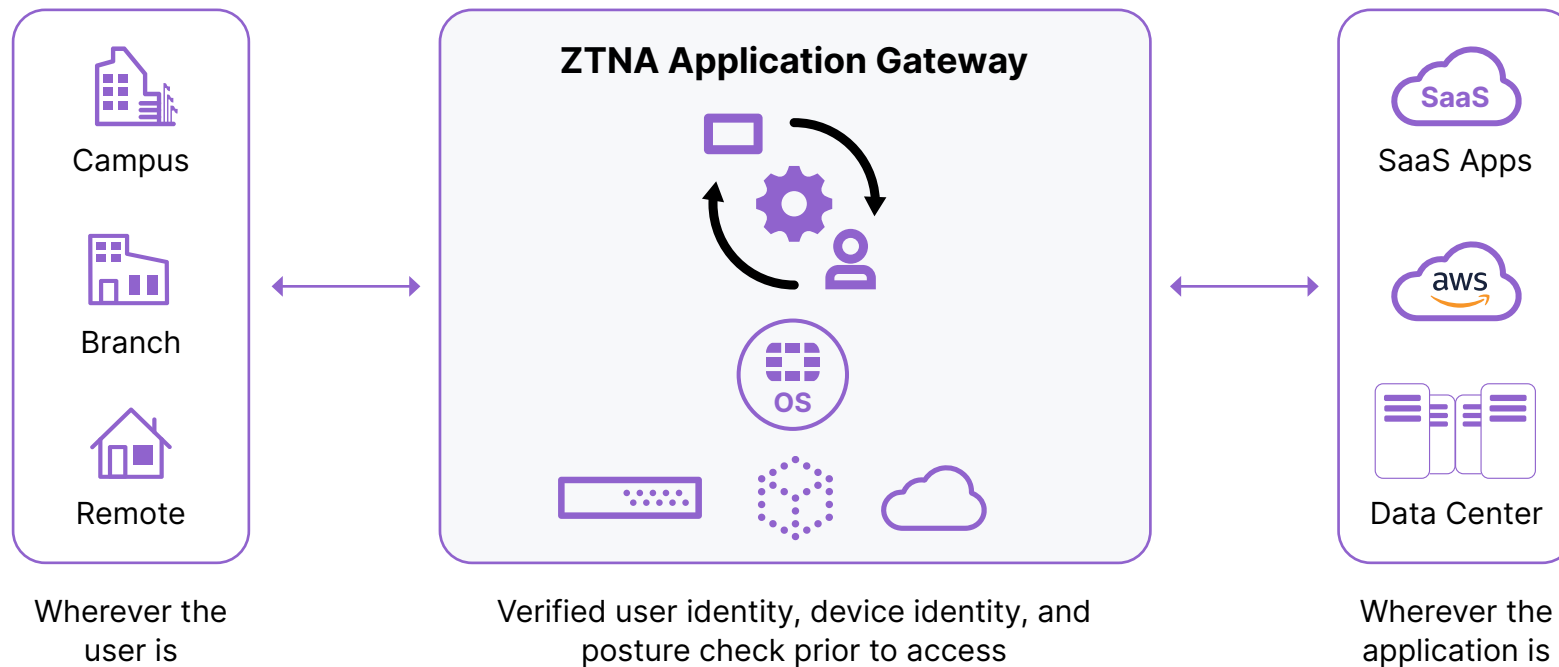 Campus
Branch
Remote
Wherever the
user is
ZTNA Application Gateway
OS
Verified user identity, device identity, and
posture check prior to access
SaaS
SaaS Apps
aws
Data Center
Wherever the
application is